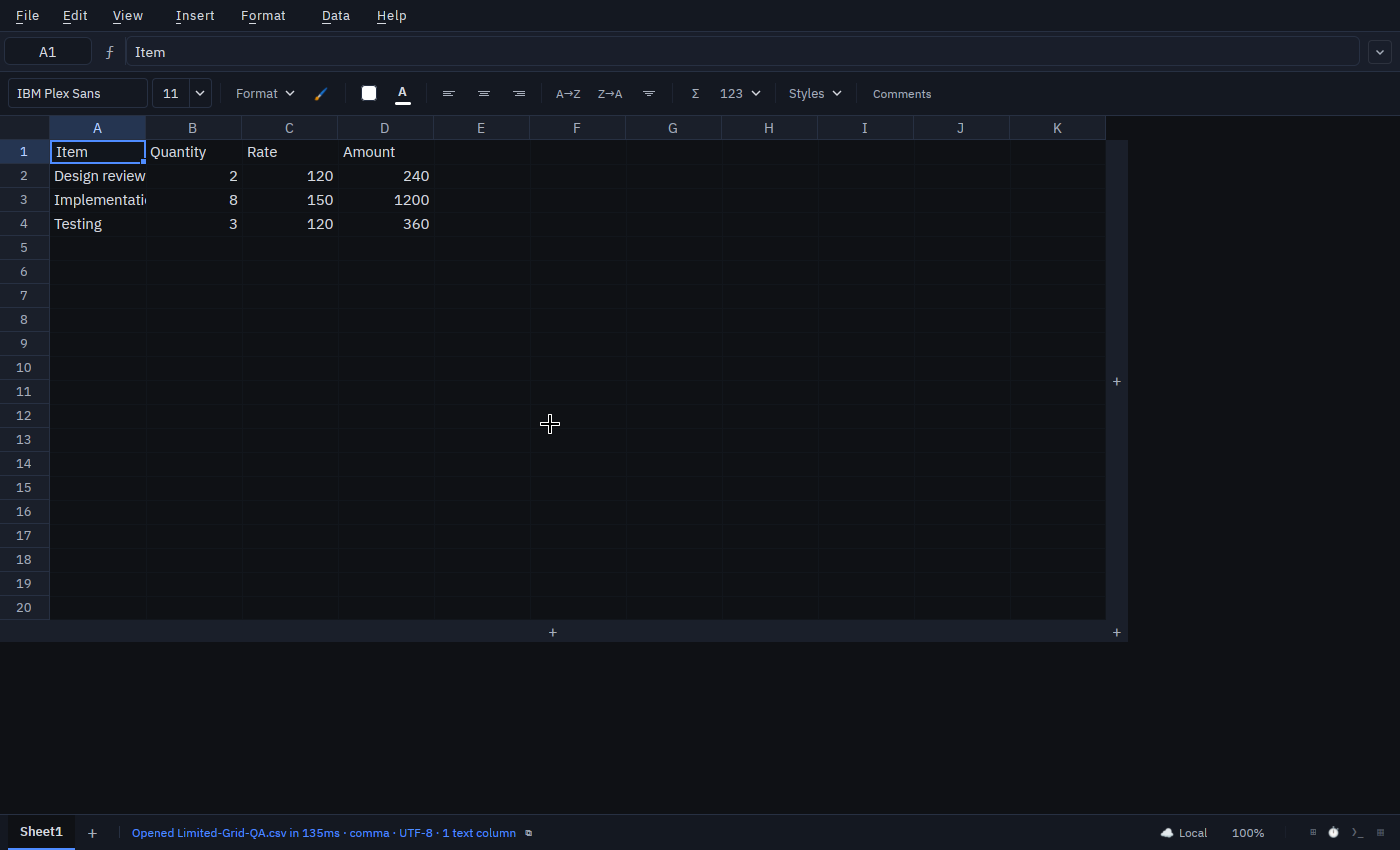 File Edit View Insert Format Data Help
A1 ƒ Item
IBM Plex Sans 11 Format A A→Z Z→A Σ 123 Styles Comments
A B C D E F G H I J K
1 Item Quantity Rate Amount
2 Design review 2 120 240
3 Implementatio 8 150 1200
4 Testing 3 120 360
5
6
7
8
9
10
11 +
12
13
14
15
16
17
18
19
20
+ +
Sheet1 + Opened Limited-Grid-QA.csv in 135ms · comma · UTF-8 · 1 text column Local 100%